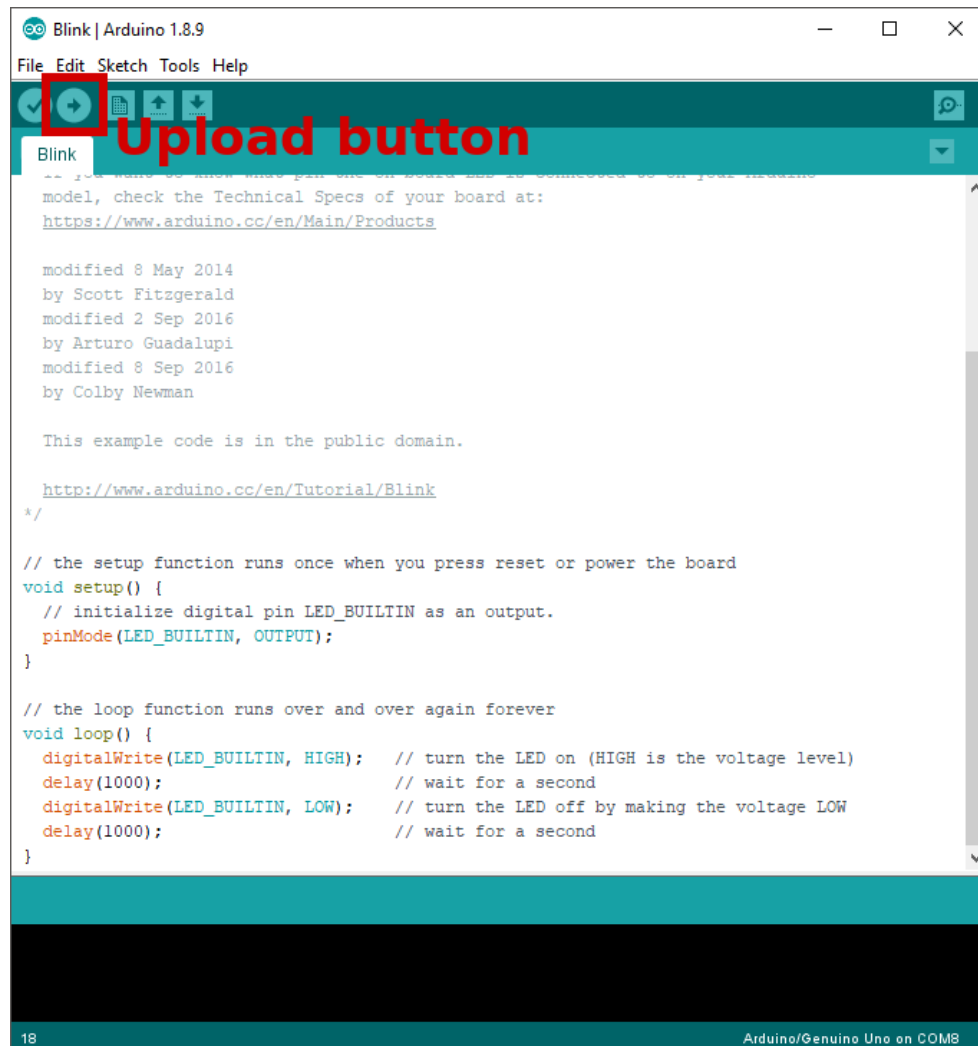 Blink | Arduino 1.8.9
File Edit Sketch Tools Help
Upload button
Blink
model, check the Technical Specs of your board at:
https://www.arduino.cc/en/Main/Products
modified 8 May 2014
by Scott Fitzgerald
modified 2 Sep 2016
by Arturo Guadalupi
modified 8 Sep 2016
by Colby Newman
This example code is in the public domain.
http://www.arduino.cc/en/Tutorial/Blink
*/
// the setup function runs once when you press reset or power the board
void setup() {
// initialize digital pin LED_BUILTIN as an output.
pinMode(LED_BUILTIN, OUTPUT);
}
// the loop function runs over and over again forever
void loop() {
digitalWrite(LED_BUILTIN, HIGH);   // turn the LED on (HIGH is the voltage level)
delay(1000);                       // wait for a second
digitalWrite(LED_BUILTIN, LOW);    // turn the LED off by making the voltage LOW
delay(1000);                       // wait for a second
}
18
Arduino/Genuino Uno on COM8